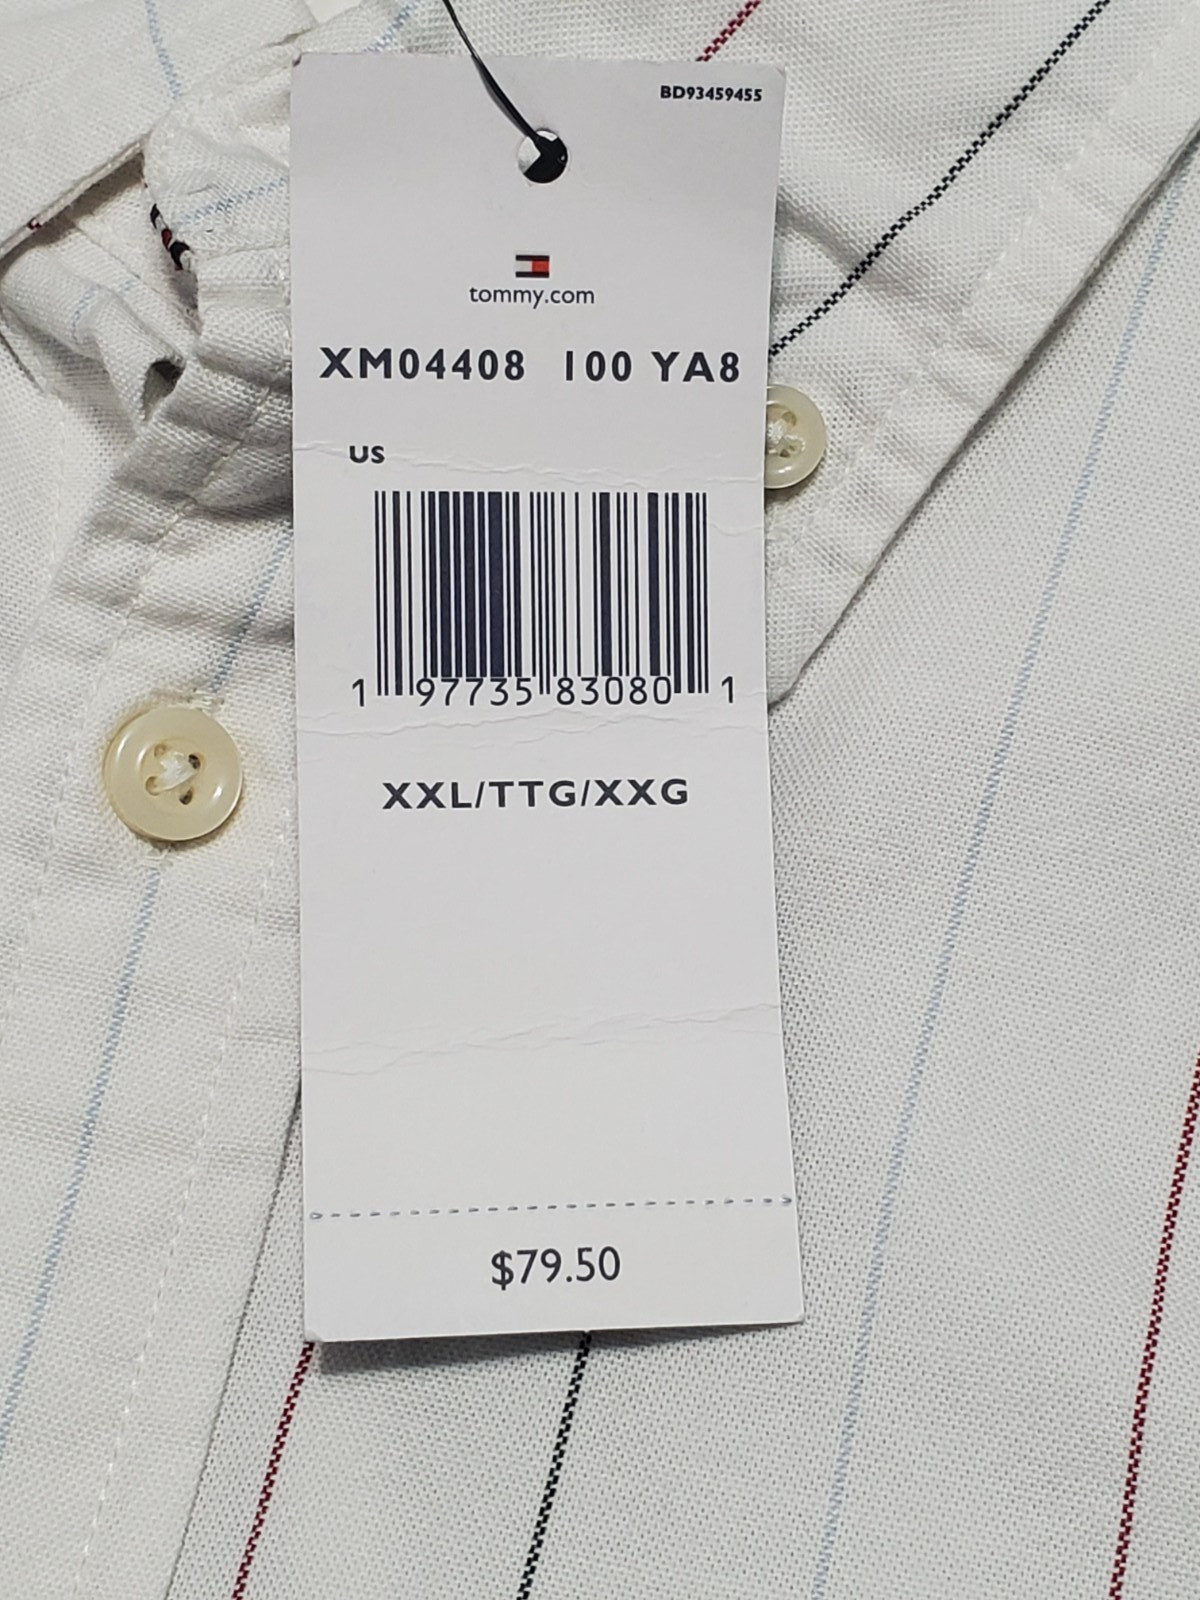 BD93459455
tommy.com
XM04408 100 YA8
US
1 97735 83080 1
XXL/TTG/XXG
$79.50